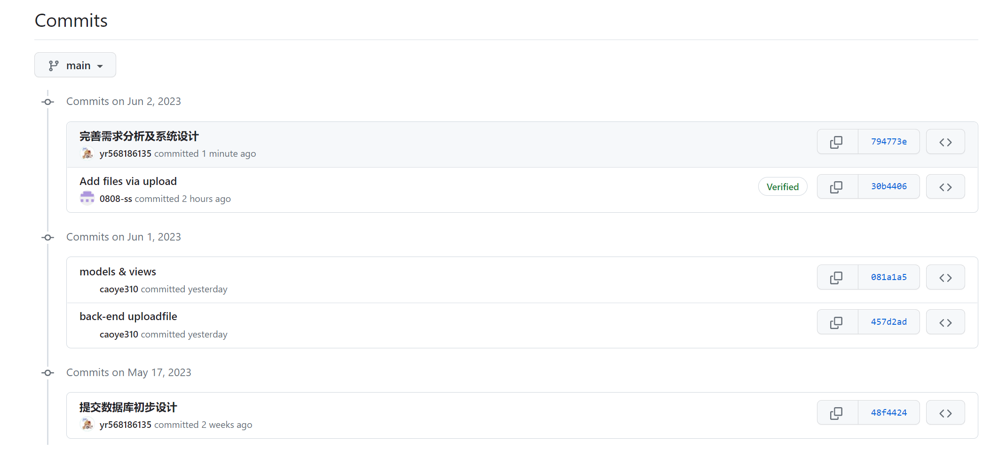 Commits
main
Commits on Jun 2, 2023
完善需求分析及系统设计
yr568186135 committed 1 minute ago
794773e
Add files via upload
0808-ss committed 2 hours ago
Verified
30b4406
Commits on Jun 1, 2023
models & views
caoye310 committed yesterday
081a1a5
back-end uploadfile
caoye310 committed yesterday
457d2ad
Commits on May 17, 2023
提交数据库初步设计
yr568186135 committed 2 weeks ago
48f4424